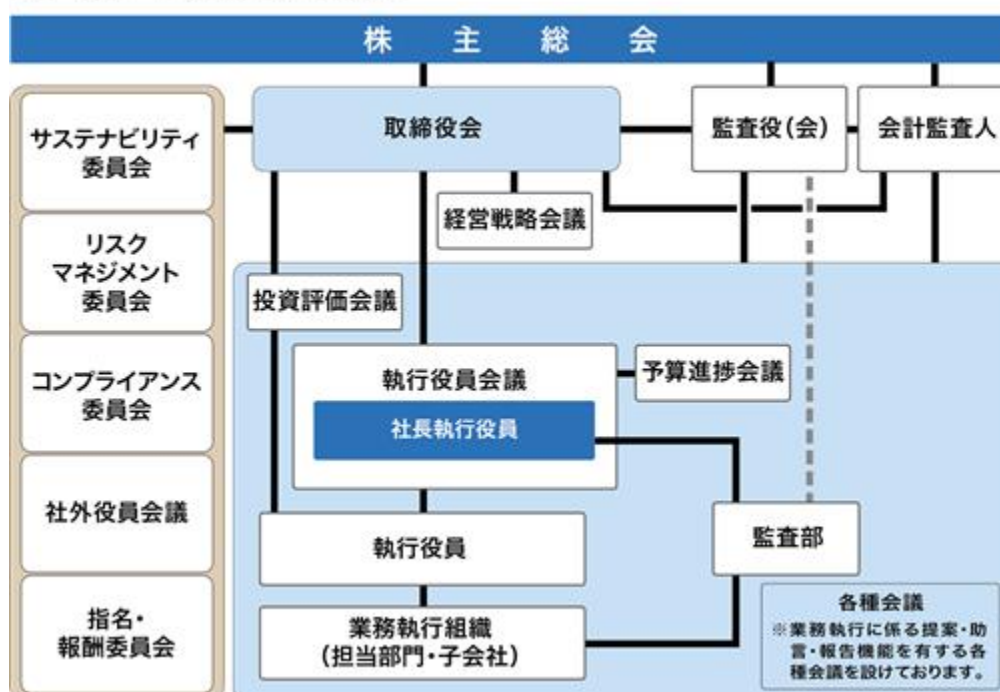 株主総会
サステナビリティ
委員会
取締役会
監査役(会)
会計監査人
経営戦略会議
リスク
マネジメント
委員会
投資評価会議
コンプライアンス
委員会
執行役員会議
社長執行役員
予算進捗会議
社外役員会議
執行役員
監査部
指名・
報酬委員会
業務執行組織
(担当部門・子会社)
各種会議
※業務執行に係る提案・助
言・報告機能を有する各
種会議を設けております。